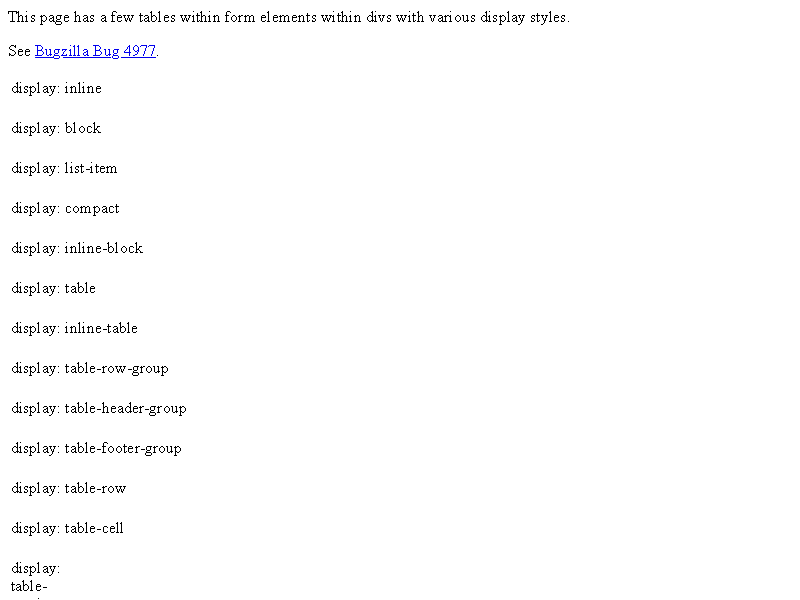 This page has a few tables within form elements within divs with various display styles.
See Bugzilla Bug 4977.
display: inline
display: block
display: list-item
display: compact
display: inline-block
display: table
display: inline-table
display: table-row-group
display: table-header-group
display: table-footer-group
display: table-row
display: table-cell
display:
table-